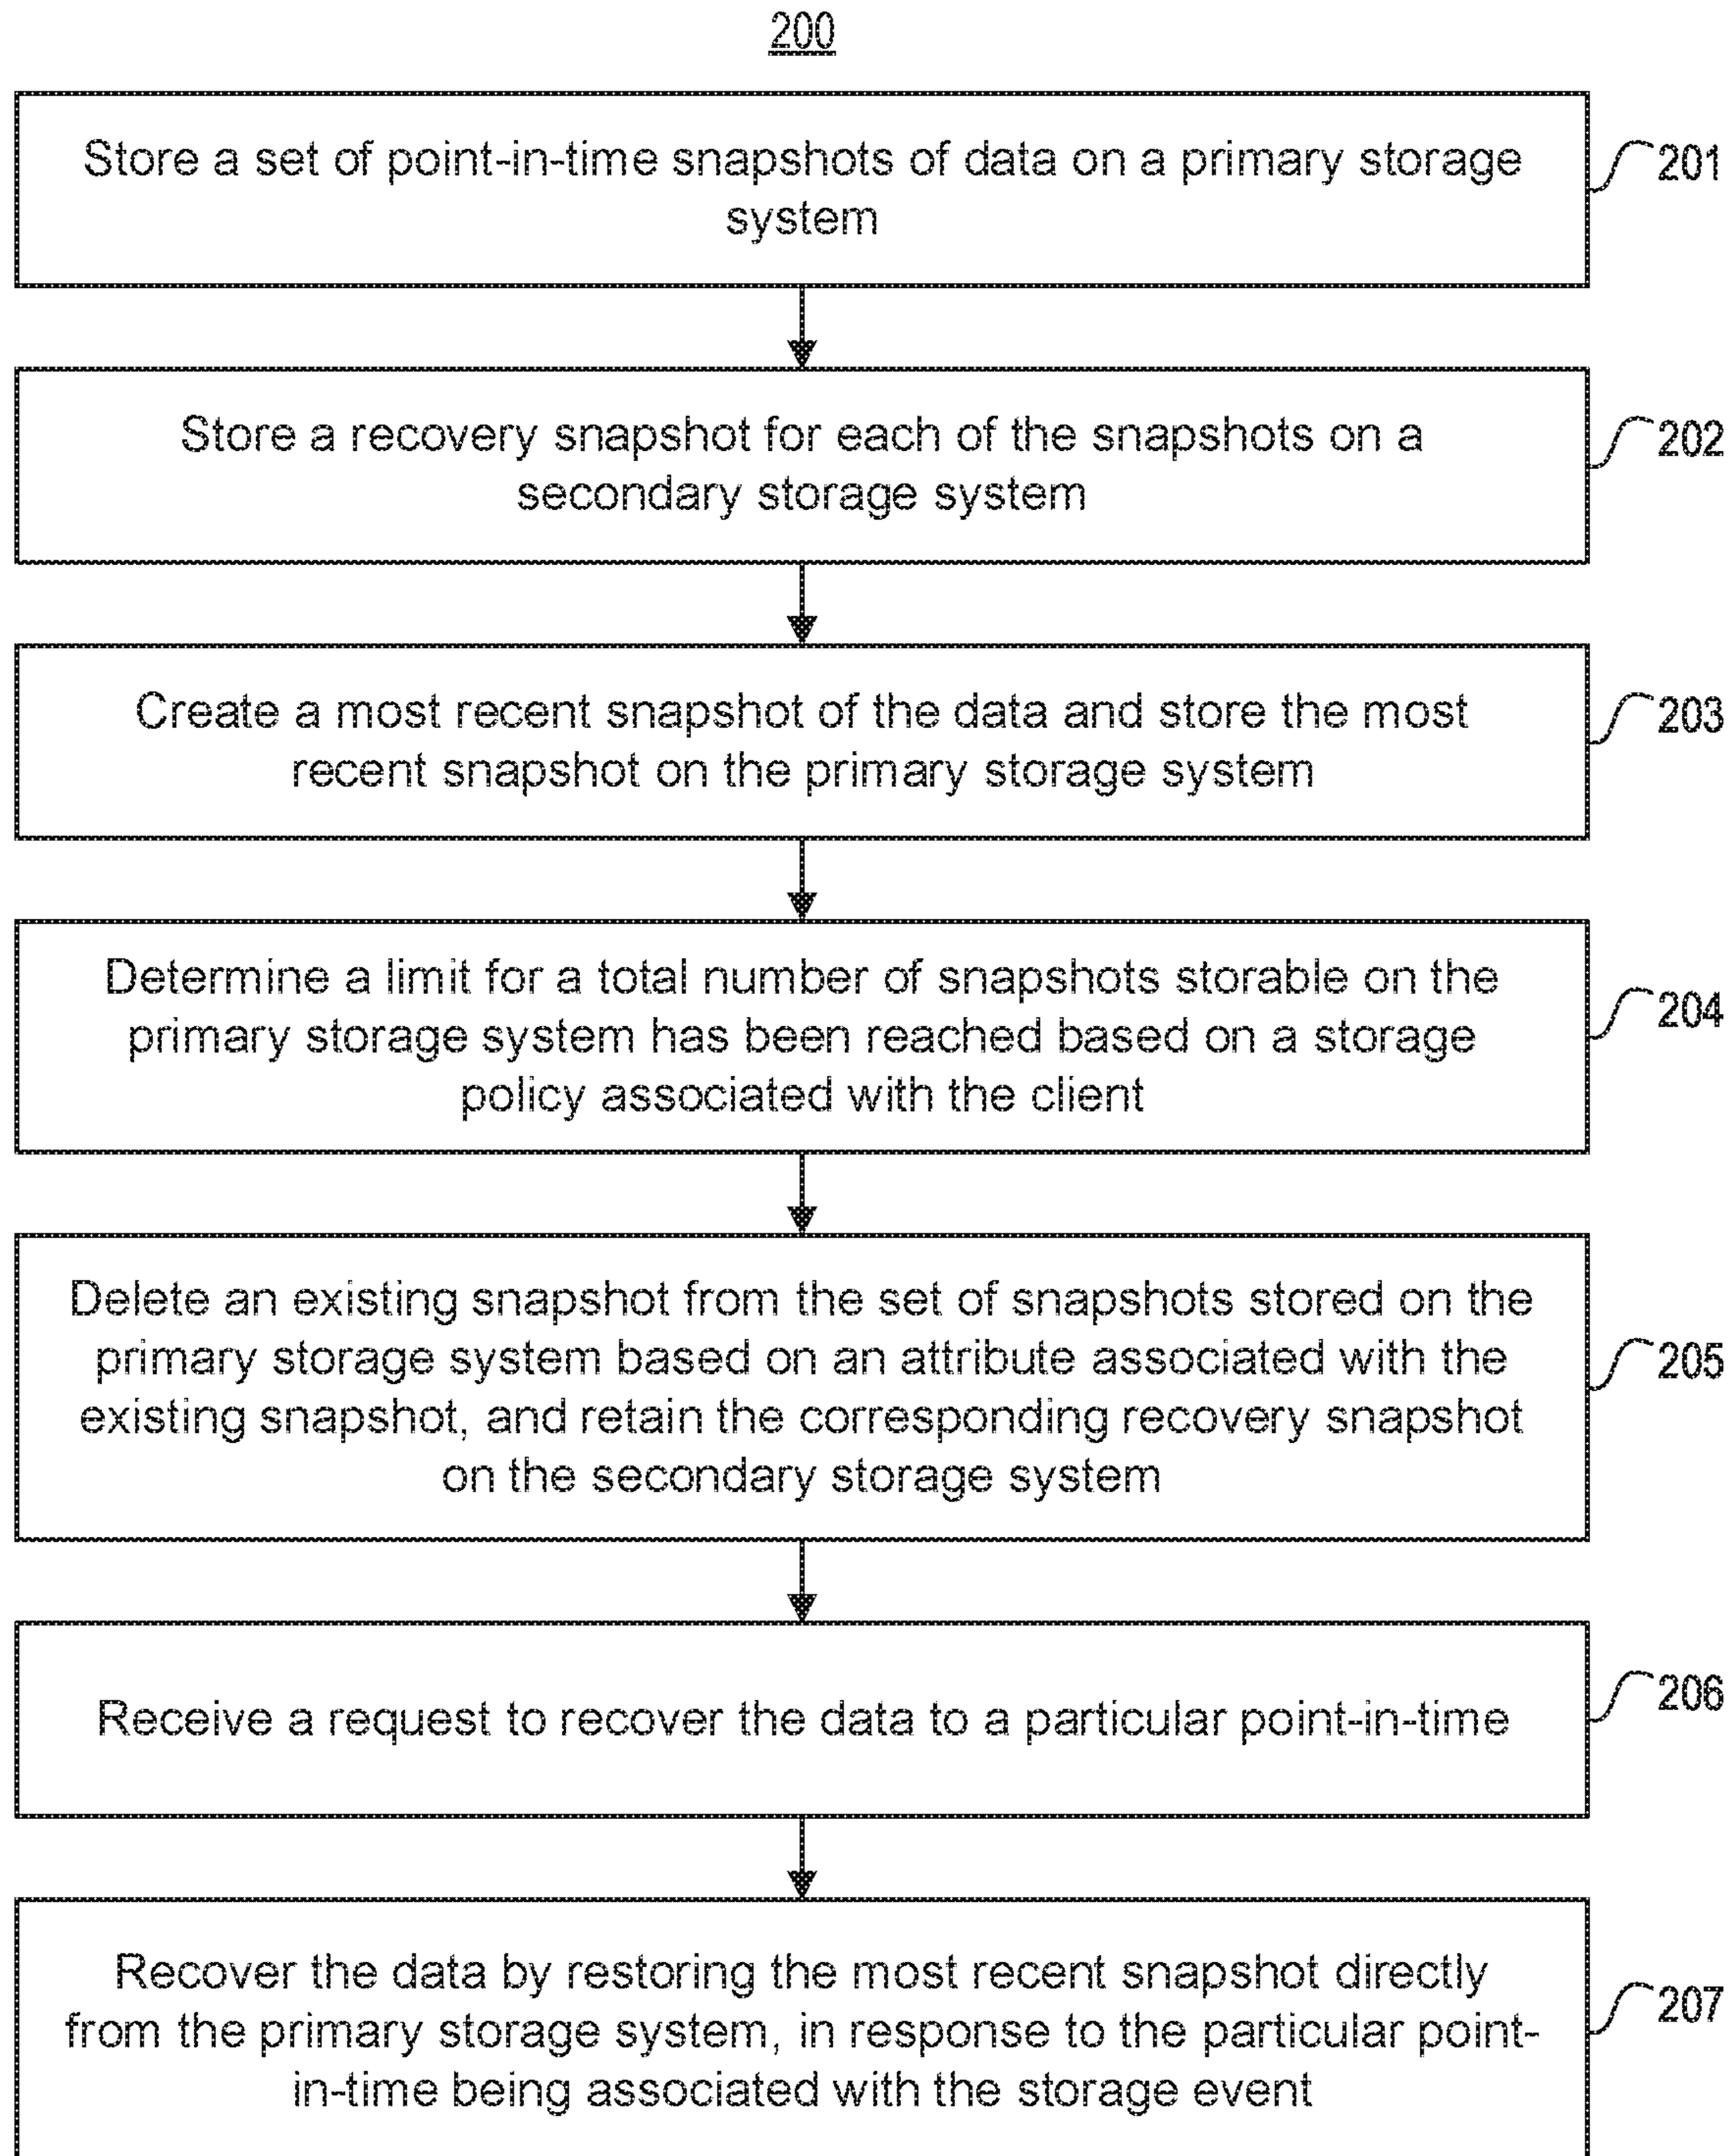 200
Store a set of point-in-time snapshots of data on a primary storage
system
201
Store a recovery snapshot for each of the snapshots on a
secondary storage system
202
Create a most recent snapshot of the data and store the most
recent snapshot on the primary storage system
203
Determine a limit for a total number of snapshots storable on the
primary storage system has been reached based on a storage
policy associated with the client
204
Delete an existing snapshot from the set of snapshots stored on the
primary storage system based on an attribute associated with the
existing snapshot, and retain the corresponding recovery snapshot
on the secondary storage system
205
Receive a request to recover the data to a particular point-in-time
206
Recover the data by restoring the most recent snapshot directly
from the primary storage system, in response to the particular point-
in-time being associated with the storage event
207